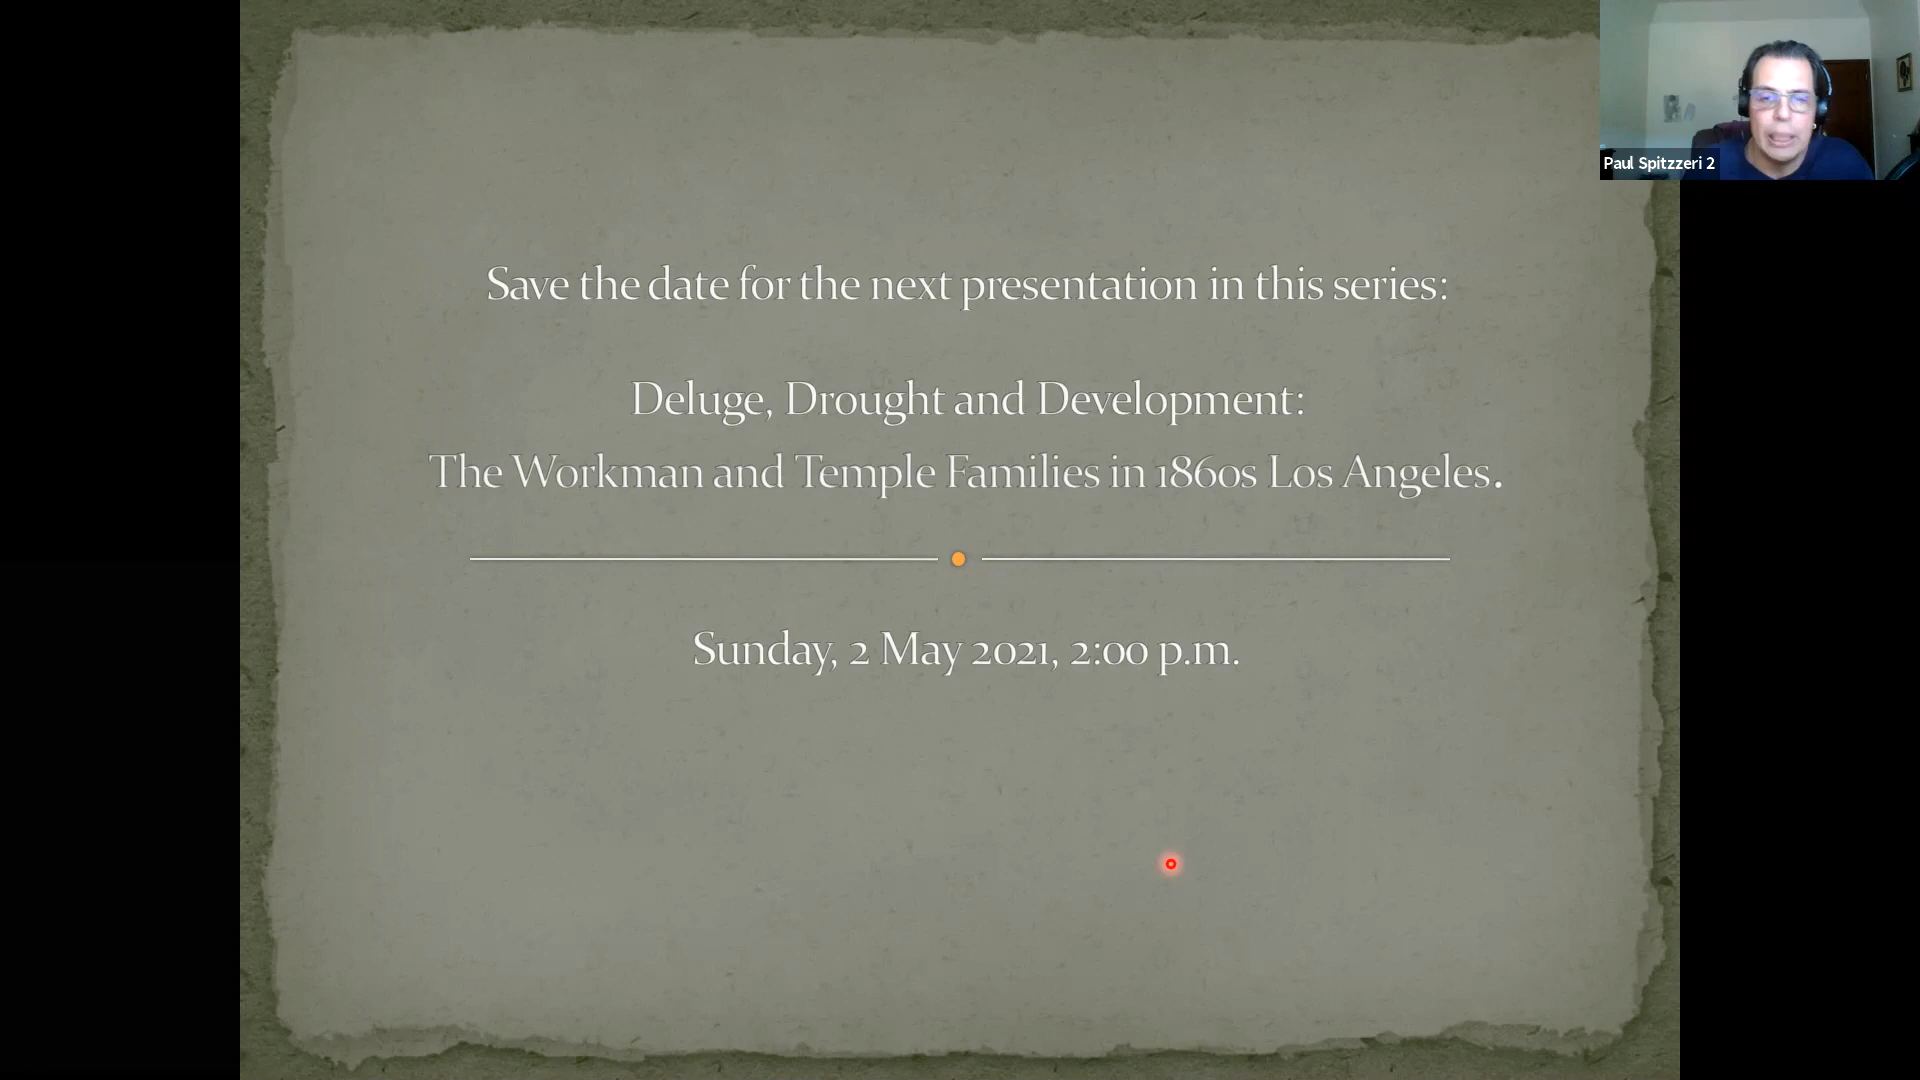 Save the date for the next presentation in this series:
Deluge, Drought and Development:
The Workman and Temple Families in 1860s Los Angeles.
Sunday, 2 May 2021, 2:00 p.m.
Paul Spitzzeri 2